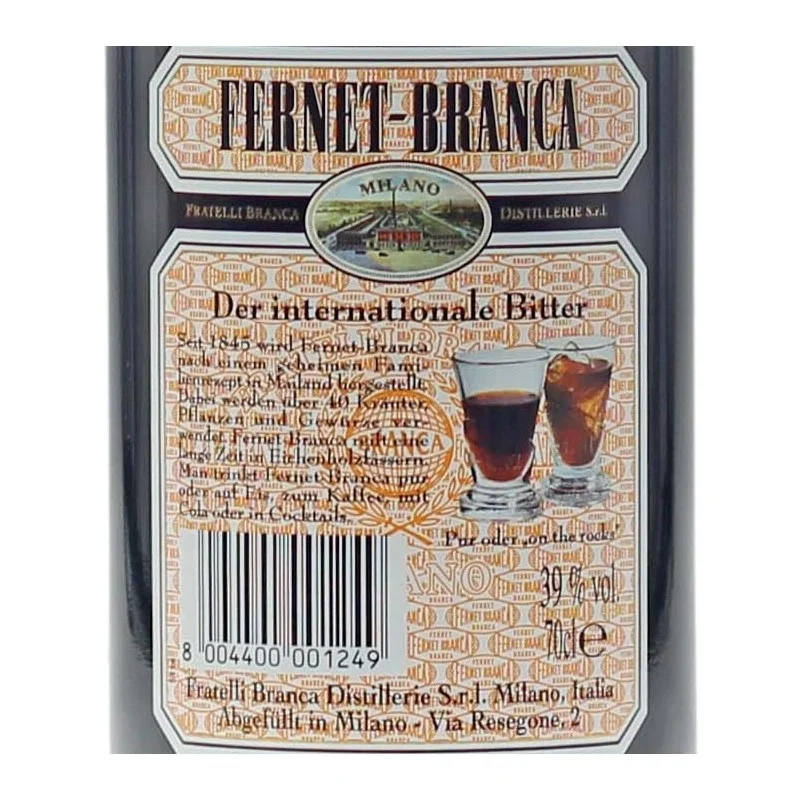 FERNET-BRANCA
MILANO
FRATELLI BRANCA DISTILLERIE S.r.l.
Der internationale Bitter
Seit 1845 wird Fernet-Branca
nach einem geheimen Fami-
lienrezept in Mailand hergestellt.
Dabei werden über 40 Kräuter,
Pflanzen und Gewürze ver-
wendet. Fernet-Branca reift eine
lange Zeit in Eichenholzfässern.
Man trinkt Fernet-Branca pur
oder auf Eis, zum Kaffee, mit
Cola oder in Cocktails.
BRANCA
Pur oder „on the rocks"
39 % vol.
70cl e
8 004400 001249
Fratelli Branca Distillerie S.r.l. Milano, Italia
Abgefüllt in Milano - Via Resegone, 2